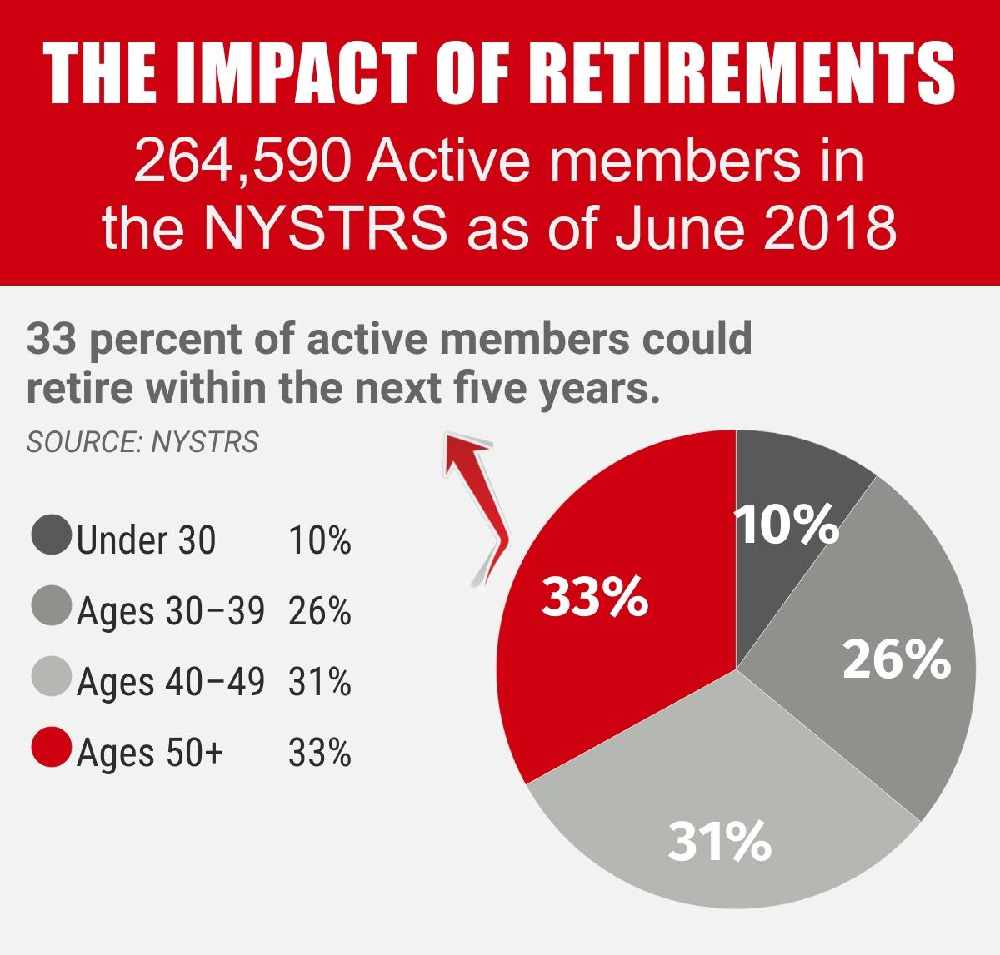 THE IMPACT OF RETIREMENTS
264,590 Active members in
the NYSTRS as of June 2018
33 percent of active members could
retire within the next five years.
SOURCE: NYSTRS
Under 30 10%
Ages 30–39 26%
Ages 40–49 31%
Ages 50+ 33%
10%
33%
26%
31%